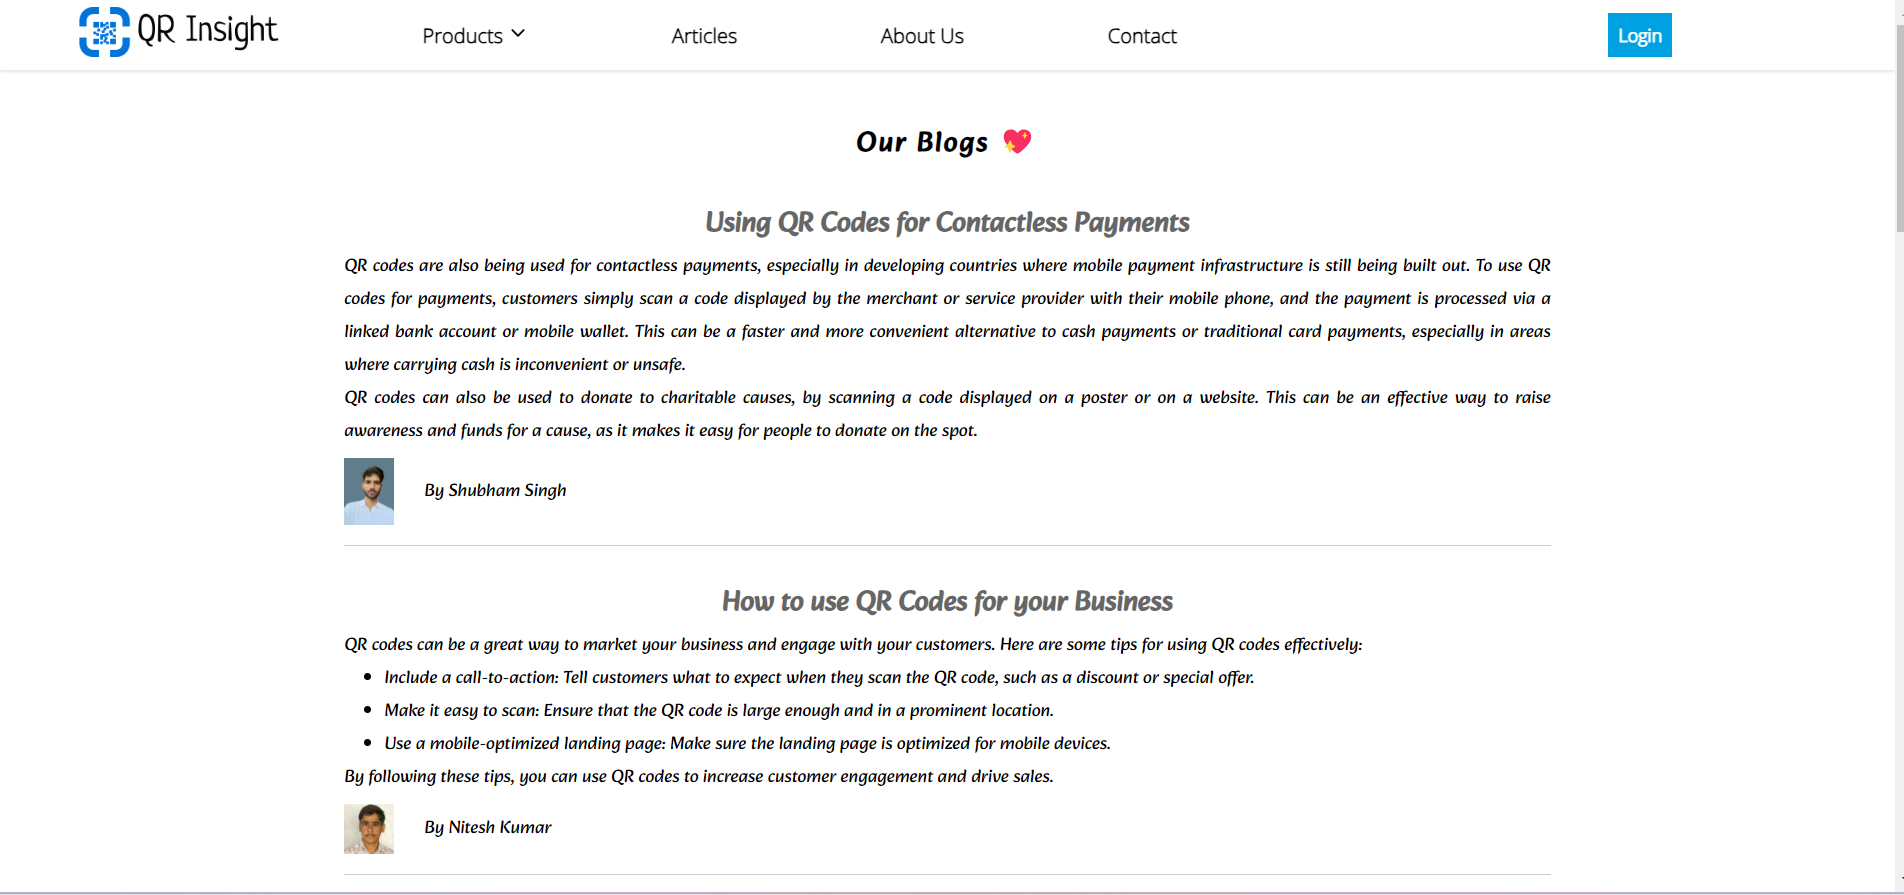 QR Insight
Products
Articles
About Us
Contact
Login
Our Blogs 💖
Using QR Codes for Contactless Payments
QR codes are also being used for contactless payments, especially in developing countries where mobile payment infrastructure is still being built out. To use QR
codes for payments, customers simply scan a code displayed by the merchant or service provider with their mobile phone, and the payment is processed via a
linked bank account or mobile wallet. This can be a faster and more convenient alternative to cash payments or traditional card payments, especially in areas
where carrying cash is inconvenient or unsafe.
QR codes can also be used to donate to charitable causes, by scanning a code displayed on a poster or on a website. This can be an effective way to raise
awareness and funds for a cause, as it makes it easy for people to donate on the spot.
By Shubham Singh
How to use QR Codes for your Business
QR codes can be a great way to market your business and engage with your customers. Here are some tips for using QR codes effectively:
• Include a call-to-action: Tell customers what to expect when they scan the QR code, such as a discount or special offer.
• Make it easy to scan: Ensure that the QR code is large enough and in a prominent location.
• Use a mobile-optimized landing page: Make sure the landing page is optimized for mobile devices.
By following these tips, you can use QR codes to increase customer engagement and drive sales.
By Nitesh Kumar